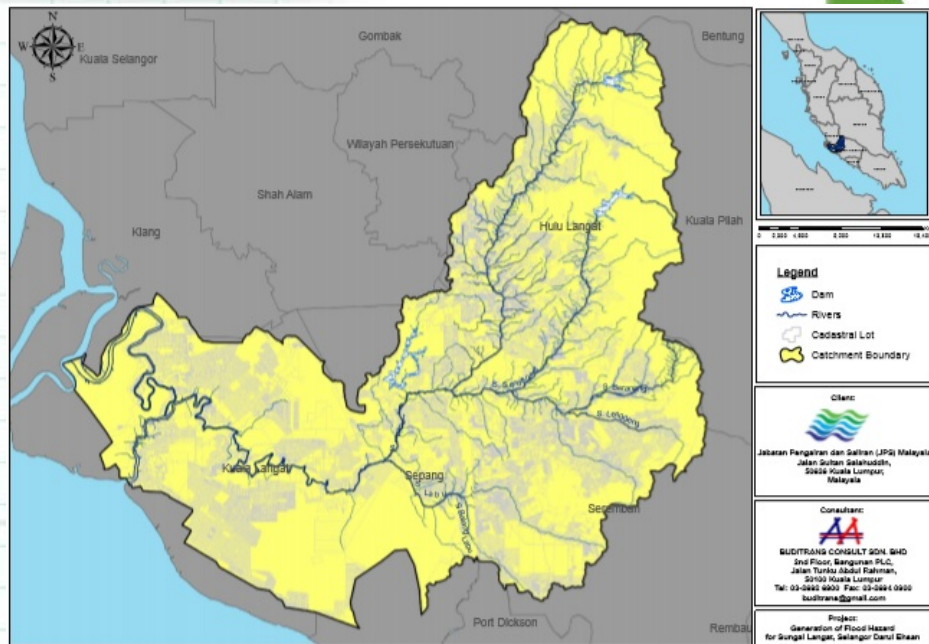 N
W E
S
Kuala Selangor
Gombak
Bentung
Wilayah Persekutuan
Shah Alam
Klang
Hulu Langat
Kuala Pilah
S. Semenyih
S. Beranang
Kuala Langat
Sepang
S. Labu
Seremban
Port Dickson
Rembau
Legend
Dam
Rivers
Cadastral Lot
Catchment Boundary
Client:
Jabatan Pengairan dan Saliran (JPS) Malaysia
Jalan Sultan Salahuddin,
Kuala Lumpur,
Malaysia
Consultant:
AA
BUDITRANS CONSULT SDN. BHD
2nd Floor, Bangunan PLC,
Jalan Tunku Abdul Rahman,
50100 Kuala Lumpur
Project:
Generation of Flood Hazard
for Sungai Langat, Selangor Darul Ehsan